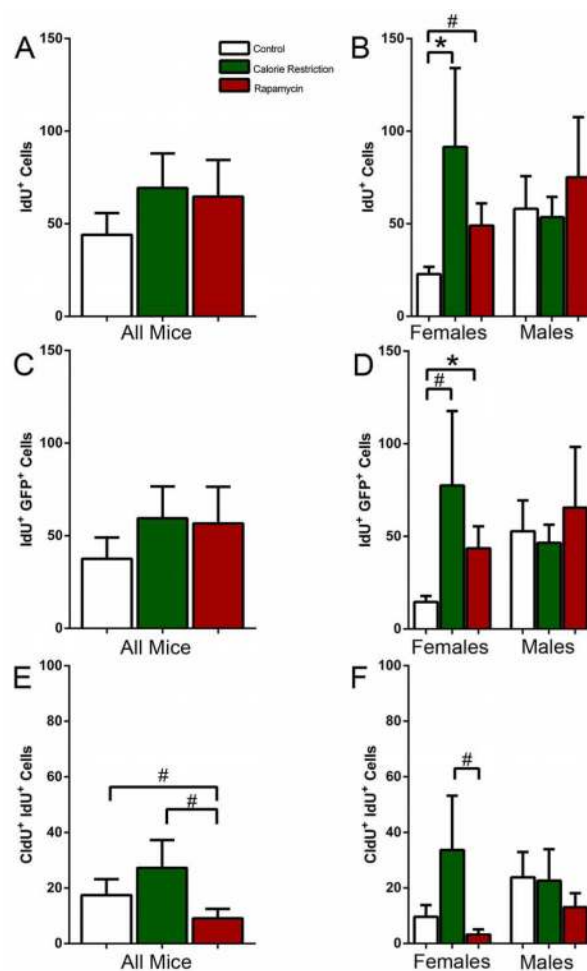 A
Control
Calorie Restriction
Rapamycin
IdU+ Cells
150
100
50
0
All Mice
B
#
*
IdU+ Cells
150
100
50
0
Females Males
C
IdU+ GFP+ Cells
150
100
50
0
All Mice
D
*
#
IdU+ GFP+ Cells
150
100
50
0
Females Males
E
#
#
CldU+ IdU+ Cells
100
80
60
40
20
0
All Mice
F
#
CldU+ IdU+ Cells
100
80
60
40
20
0
Females Males